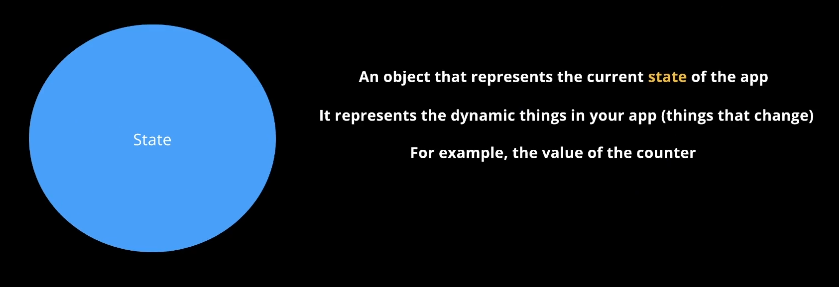 State
An object that represents the current state of the app
It represents the dynamic things in your app (things that change)
For example, the value of the counter